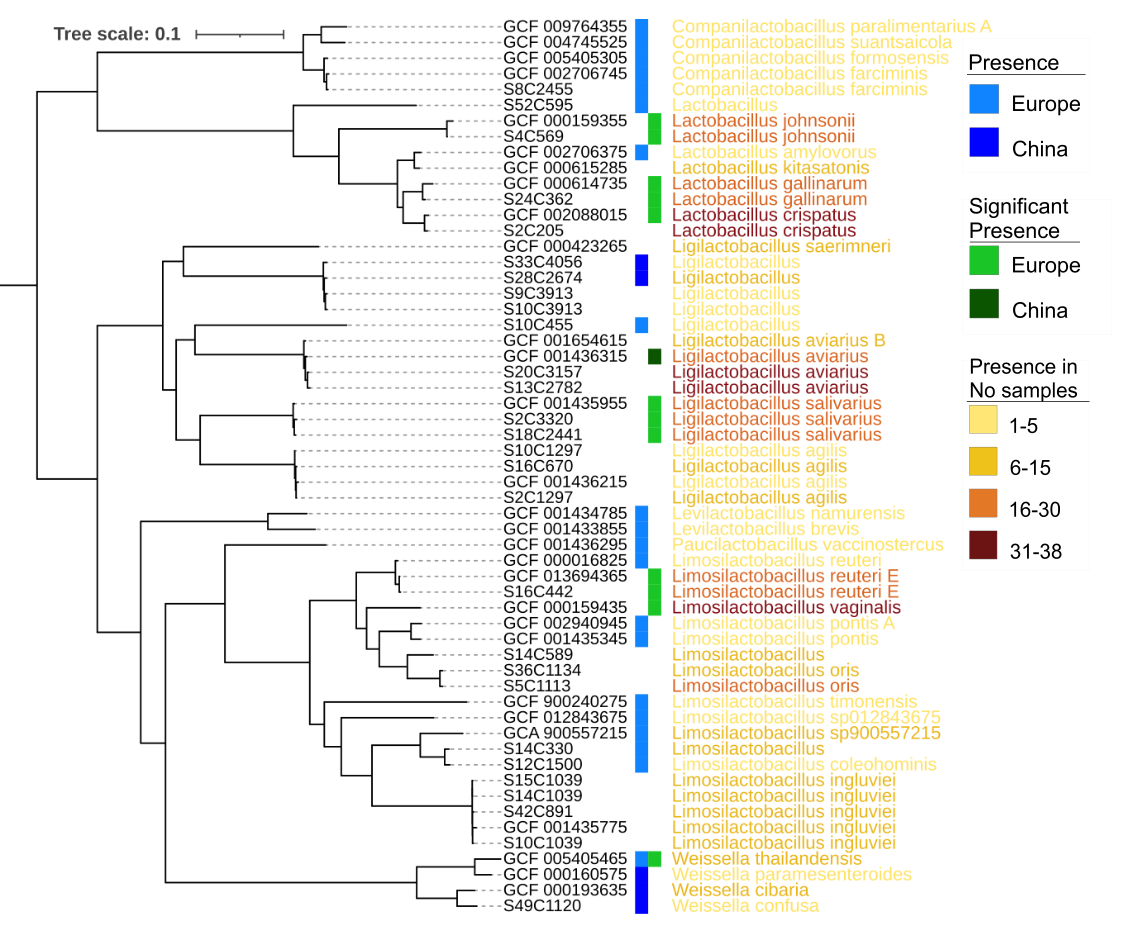 Tree scale: 0.1
GCF 009764355 Companilactobacillus paralimentarius A
GCF 004745525 Companilactobacillus suantsaicola
GCF 005405305 Companilactobacillus formosensis
GCF 002706745 Companilactobacillus farciminis
S8C2455 Companilactobacillus farciminis
S52C595 Lactobacillus
GCF 000159355 Lactobacillus johnsonii
S4C569 Lactobacillus johnsonii
GCF 002706375 Lactobacillus amylovorus
GCF 000615285 Lactobacillus kitasatonis
GCF 000614735 Lactobacillus gallinarum
S24C362 Lactobacillus gallinarum
GCF 002088015 Lactobacillus crispatus
S2C205 Lactobacillus crispatus
GCF 000423265 Ligilactobacillus saerimneri
S33C4056 Ligilactobacillus
S28C2674 Ligilactobacillus
S9C3913 Ligilactobacillus
S10C3913 Ligilactobacillus
S10C455 Ligilactobacillus
GCF 001654615 Ligilactobacillus aviarius B
GCF 001436315 Ligilactobacillus aviarius
S20C3157 Ligilactobacillus aviarius
S13C2782 Ligilactobacillus aviarius
GCF 001435955 Ligilactobacillus salivarius
S2C3320 Ligilactobacillus salivarius
S18C2441 Ligilactobacillus salivarius
S10C1297 Ligilactobacillus agilis
S16C670 Ligilactobacillus agilis
GCF 001436215 Ligilactobacillus agilis
S2C1297 Ligilactobacillus agilis
GCF 001434785 Levilactobacillus namurensis
GCF 001433855 Levilactobacillus brevis
GCF 001436295 Paucilactobacillus vaccinostercus
GCF 000016825 Limosilactobacillus reuteri
GCF 013694365 Limosilactobacillus reuteri E
S16C442 Limosilactobacillus reuteri E
GCF 000159435 Limosilactobacillus vaginalis
GCF 002940945 Limosilactobacillus pontis A
GCF 001435345 Limosilactobacillus pontis
S14C589 Limosilactobacillus
S36C1134 Limosilactobacillus oris
S5C1113 Limosilactobacillus oris
GCF 900240275 Limosilactobacillus timonensis
GCF 012843675 Limosilactobacillus sp012843675
GCA 900557215 Limosilactobacillus sp900557215
S14C330 Limosilactobacillus
S12C1500 Limosilactobacillus coleohominis
S15C1039 Limosilactobacillus ingluviei
S14C1039 Limosilactobacillus ingluviei
S42C891 Limosilactobacillus ingluviei
GCF 001435775 Limosilactobacillus ingluviei
S10C1039 Limosilactobacillus ingluviei
GCF 005405465 Weissella thailandensis
GCF 000160575 Weissella paramesenteroides
GCF 000193635 Weissella cibaria
S49C1120 Weissella confusa
Presence
Europe
China
Significant
Presence
Europe
China
Presence in
No samples
1-5
6-15
16-30
31-38